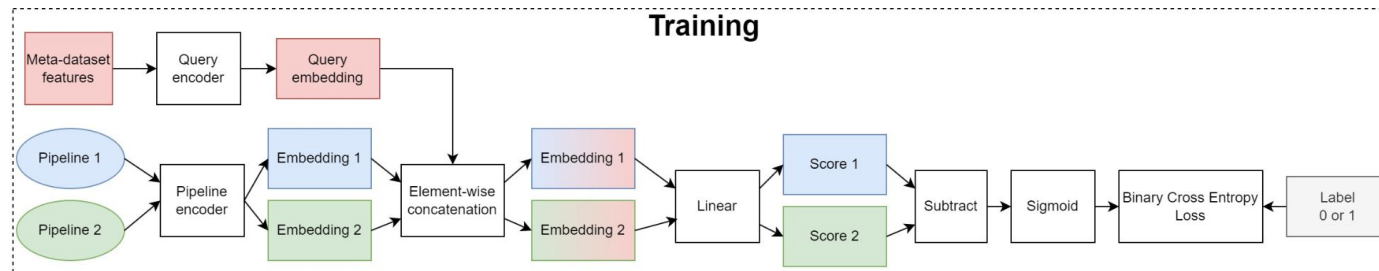 Training
Meta-dataset
features
Query
encoder
Query
embedding
Pipeline 1
Pipeline 2
Pipeline
encoder
Embedding 1
Embedding 2
Element-wise
concatenation
Embedding 1
Embedding 2
Linear
Score 1
Score 2
Subtract
Sigmoid
Binary Cross Entropy
Loss
Label
0 or 1